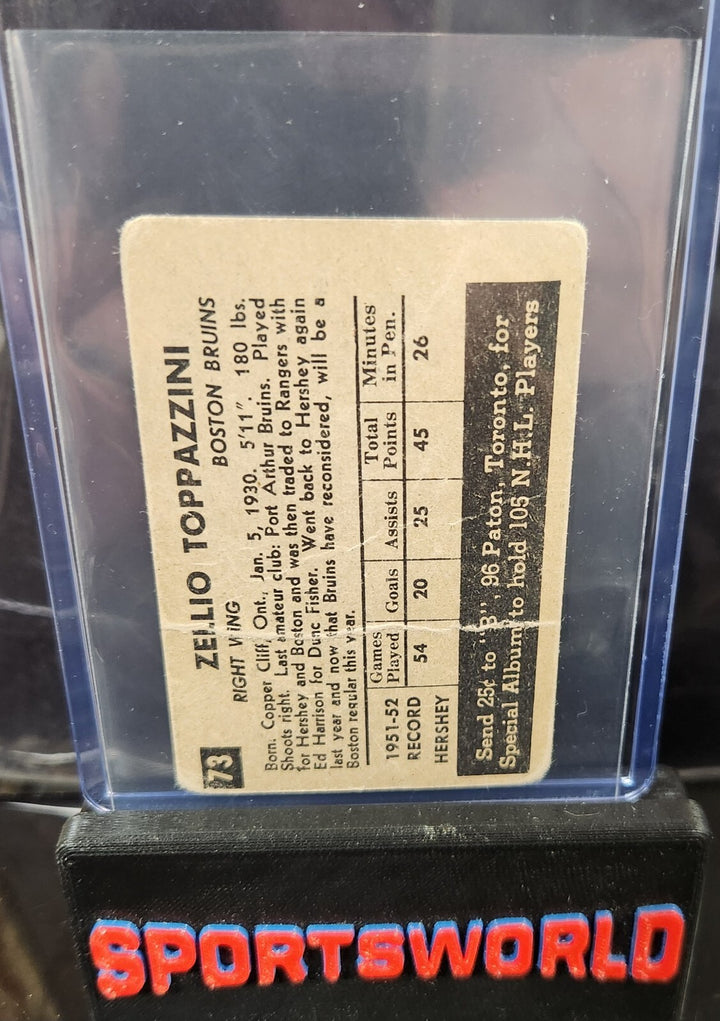 73
ZELLIO TOPPAZZINI
RIGHT WING BOSTON BRUINS
Born. Copper Cliff, Ont., Jan. 5, 1930. 5'11". 180 lbs.
Shoots right. Last amateur club: Port Arthur Bruins. Played
for Hershey and Boston and was then traded to Rangers with
Ed Harrison for Dunc Fisher. Went back to Hershey again
last year and now that Bruins have reconsidered, will be a
Boston regular this year.
1951-52 RECORD Games Played Goals Assists Total Points Minutes in Pen.
HERSHEY 54 20 25 45 26
Send 25¢ to "B", 96 Paton, Toronto, for
Special Album to hold 105 N.H.L. Players
SPORTSWORLD